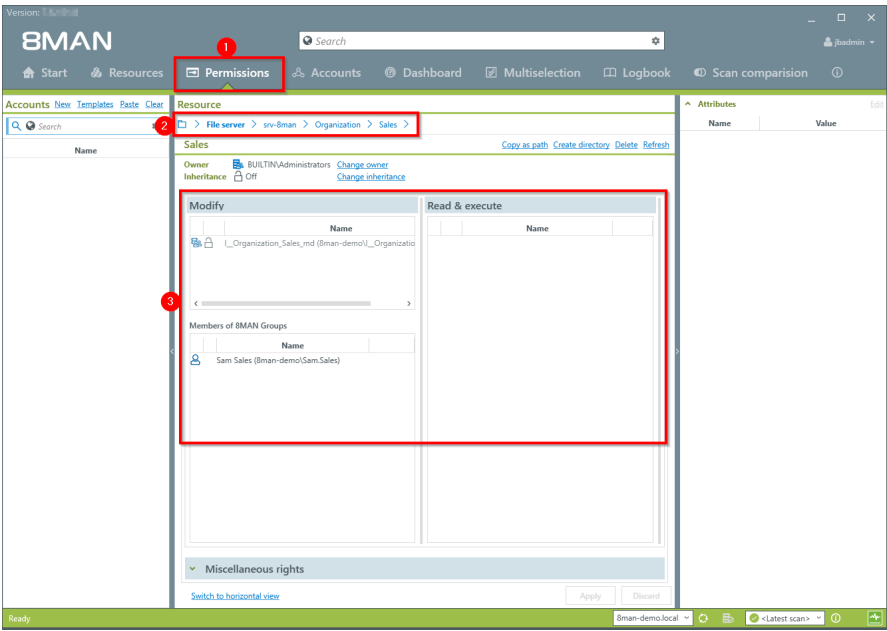 Version:
8MAN
1
Search
jbadmin
Start Resources Permissions Accounts Dashboard Multiselection Logbook Scan comparision
Accounts New Templates Paste Clear
Search
Name
2
Resource
File server > srv-8man > Organization > Sales >
Sales
Copy as path Create directory Delete Refresh
Owner BUILTIN\Administrators Change owner
Inheritance Off Change inheritance
3
Modify
Name
I__Organization_Sales_md (8man-demo\I__Organizatio
Members of 8MAN Groups
Name
Sam Sales (8man-demo\Sam.Sales)
Read & execute
Name
Miscellaneous rights
Switch to horizontal view
Apply Discard
Attributes Edit
Name Value
Ready
8man-demo.local
<Latest scan>